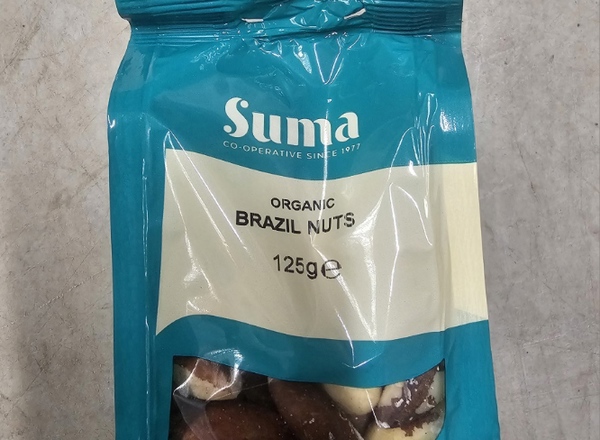 Suma
CO-OPERATIVE SINCE 1977
ORGANIC
BRAZIL NUTS
125g℮